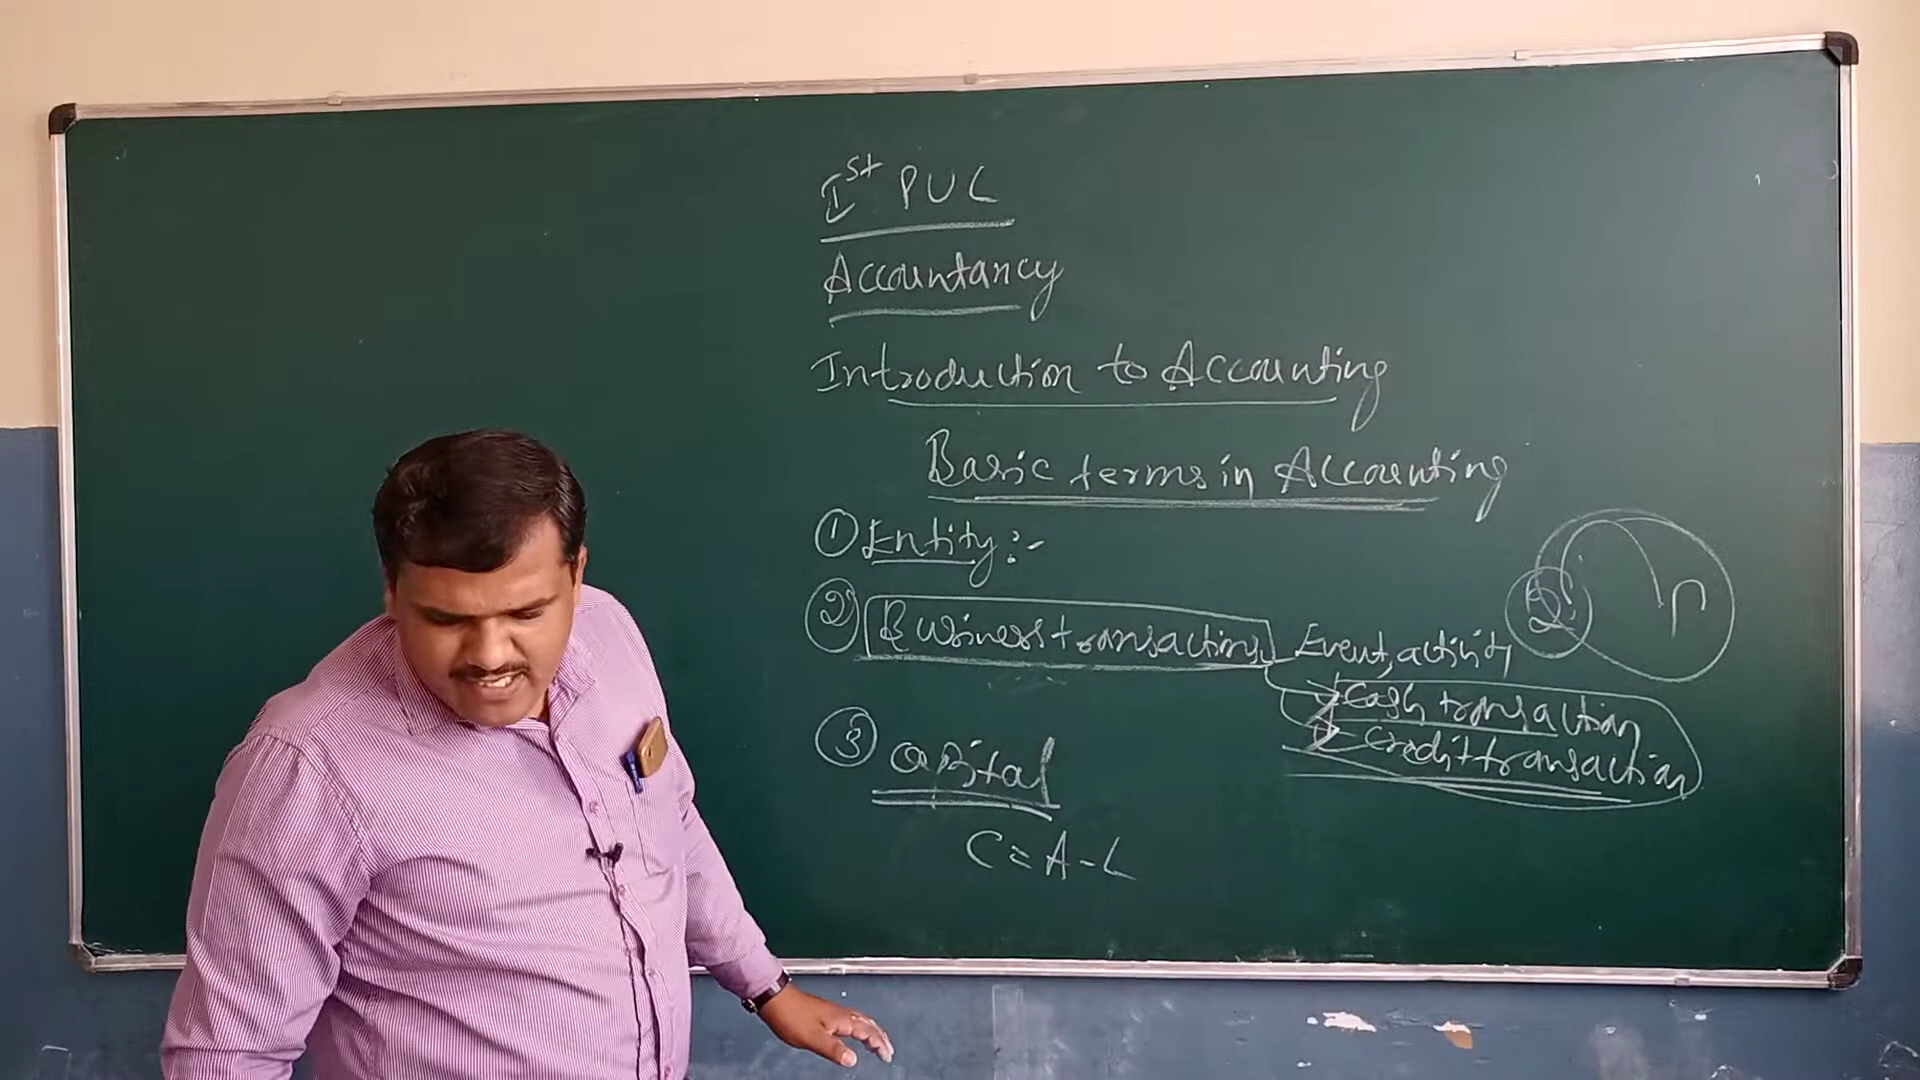 Ist PUC
Accountancy
Introduction to Accounting
Basic terms in Accounting
① Entity :-
② Business transactions Event, activity
Cash transaction
Credit transaction
③ Capital
C = A - L